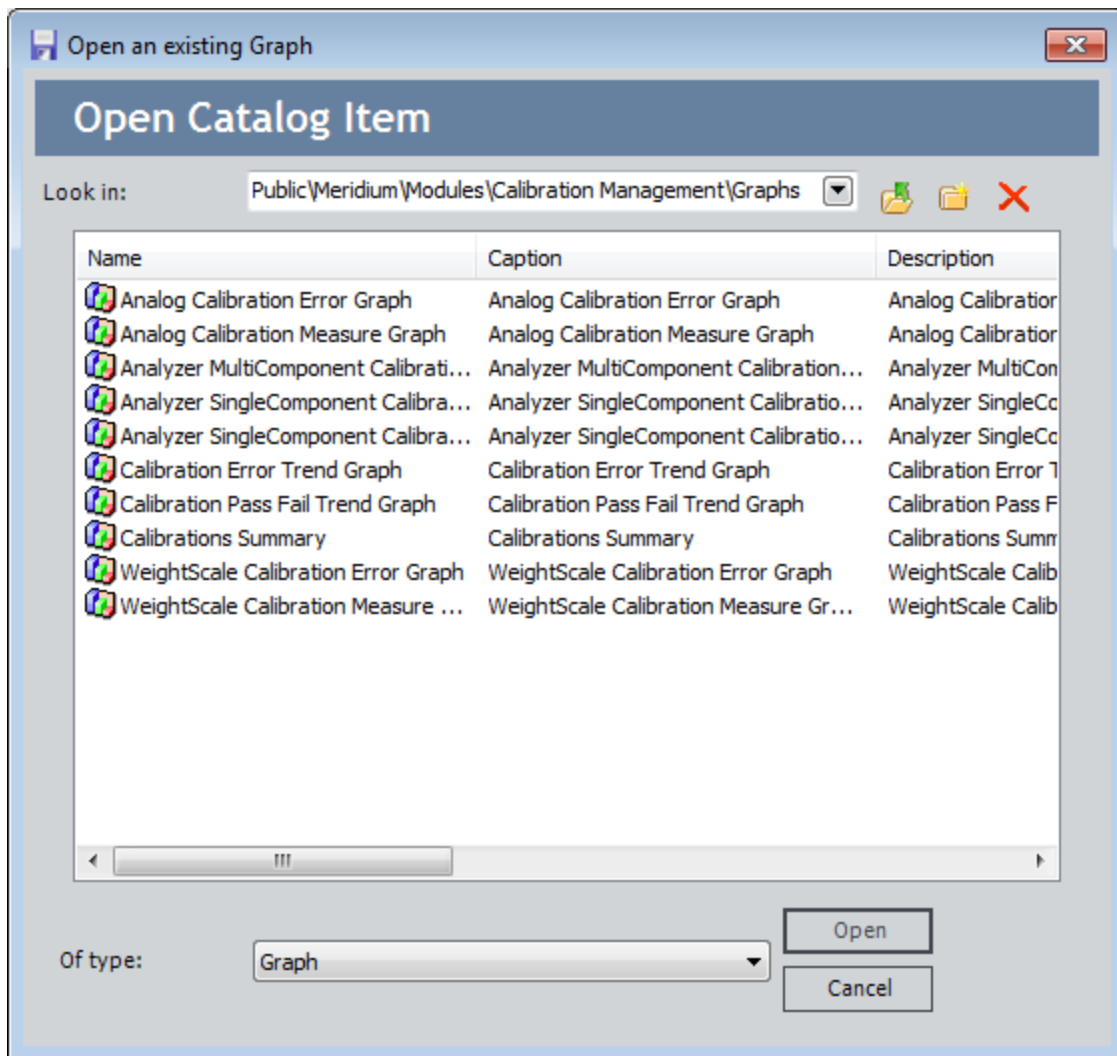 Open an existing Graph
Open Catalog Item
Look in: Public\Meridium\Modules\Calibration Management\Graphs
Name Caption Description
Analog Calibration Error Graph Analog Calibration Error Graph Analog Calibration
Analog Calibration Measure Graph Analog Calibration Measure Graph Analog Calibration
Analyzer MultiComponent Calibrati... Analyzer MultiComponent Calibration... Analyzer MultiCom
Analyzer SingleComponent Calibra... Analyzer SingleComponent Calibratio... Analyzer SingleCo
Analyzer SingleComponent Calibra... Analyzer SingleComponent Calibratio... Analyzer SingleCo
Calibration Error Trend Graph Calibration Error Trend Graph Calibration Error T
Calibration Pass Fail Trend Graph Calibration Pass Fail Trend Graph Calibration Pass F
Calibrations Summary Calibrations Summary Calibrations Summ
WeightScale Calibration Error Graph WeightScale Calibration Error Graph WeightScale Calib
WeightScale Calibration Measure ... WeightScale Calibration Measure Gr... WeightScale Calib
Open
Of type: Graph
Cancel